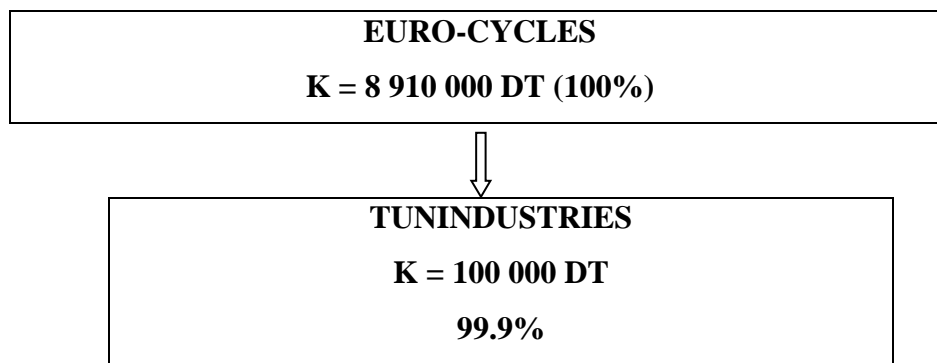 EURO-CYCLES
K = 8 910 000 DT (100%)
TUNINDUSTRIES
K = 100 000 DT
99.9%